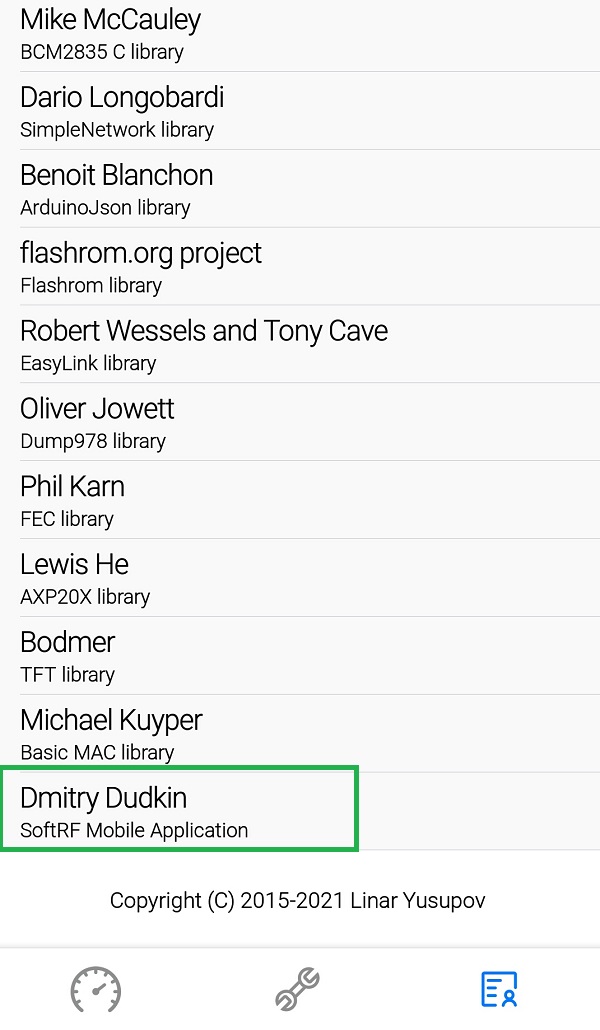 Mike McCauley
BCM2835 C library
Dario Longobardi
SimpleNetwork library
Benoit Blanchon
ArduinoJson library
flashrom.org project
Flashrom library
Robert Wessels and Tony Cave
EasyLink library
Oliver Jowett
Dump978 library
Phil Karn
FEC library
Lewis He
AXP20X library
Bodmer
TFT library
Michael Kuyper
Basic MAC library
Dmitry Dudkin
SoftRF Mobile Application
Copyright (C) 2015-2021 Linar Yusupov